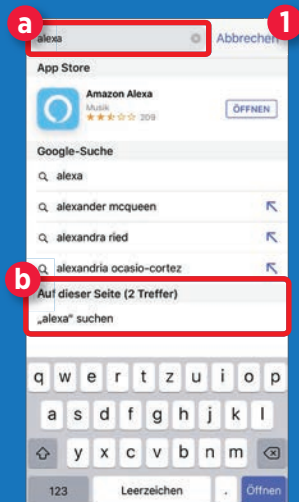 a
1
alexa
Abbrechen
App Store
Amazon Alexa
Musik
209
ÖFFNEN
Google-Suche
alexa
alexander mcqueen
alexandra ried
alexandria ocasio-cortez
b
Auf dieser Seite (2 Treffer)
„alexa“ suchen
q w e r t z u i o p
a s d f g h j k l
y x c v b n m
123 Leerzeichen . Öffnen